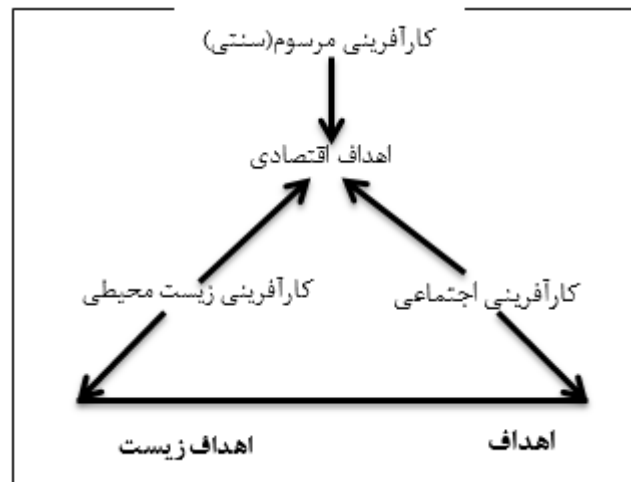 کارآفرینی مرسوم(سنتی)
اهداف اقتصادی
کارآفرینی اجتماعی
کارآفرینی زیست محیطی
اهداف
اهداف زیست